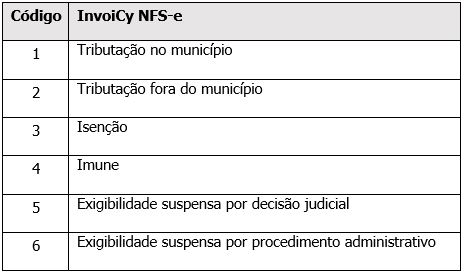 Código InvoiCy NFS-e
1 Tributação no município
2 Tributação fora do município
3 Isenção
4 Imune
5 Exigibilidade suspensa por decisão judicial
6 Exigibilidade suspensa por procedimento administrativo